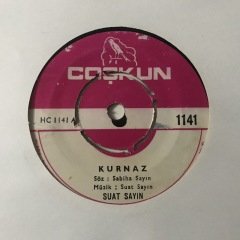 COŞKUN
HC 1141 A
1141
KURNAZ
Söz : Sabiha Sayın
Müzik : Suat Sayın
SUAT SAYIN